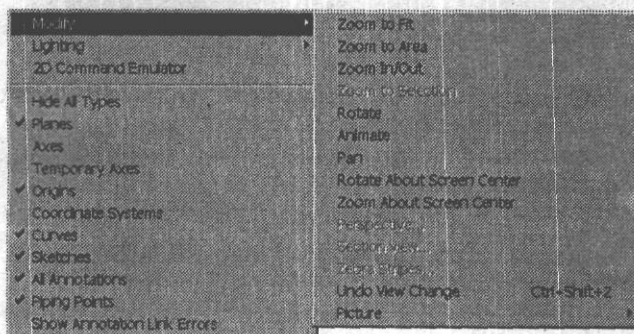 Modify
Lighting
2D Command Emulator
Hide All Types
Planes
Axes
Temporary Axes
Origins
Coordinate Systems
Curves
Sketches
All Annotations
Piping Points
Show Annotation Link Errors
Zoom to Fit
Zoom to Area
Zoom In/Out
Zoom to Selection
Rotate
Animate
Pan
Rotate About Screen Center
Zoom About Screen Center
Perspective...
Section View...
Zebra Stripes...
Undo View Change Ctrl+Shift+Z
Picture